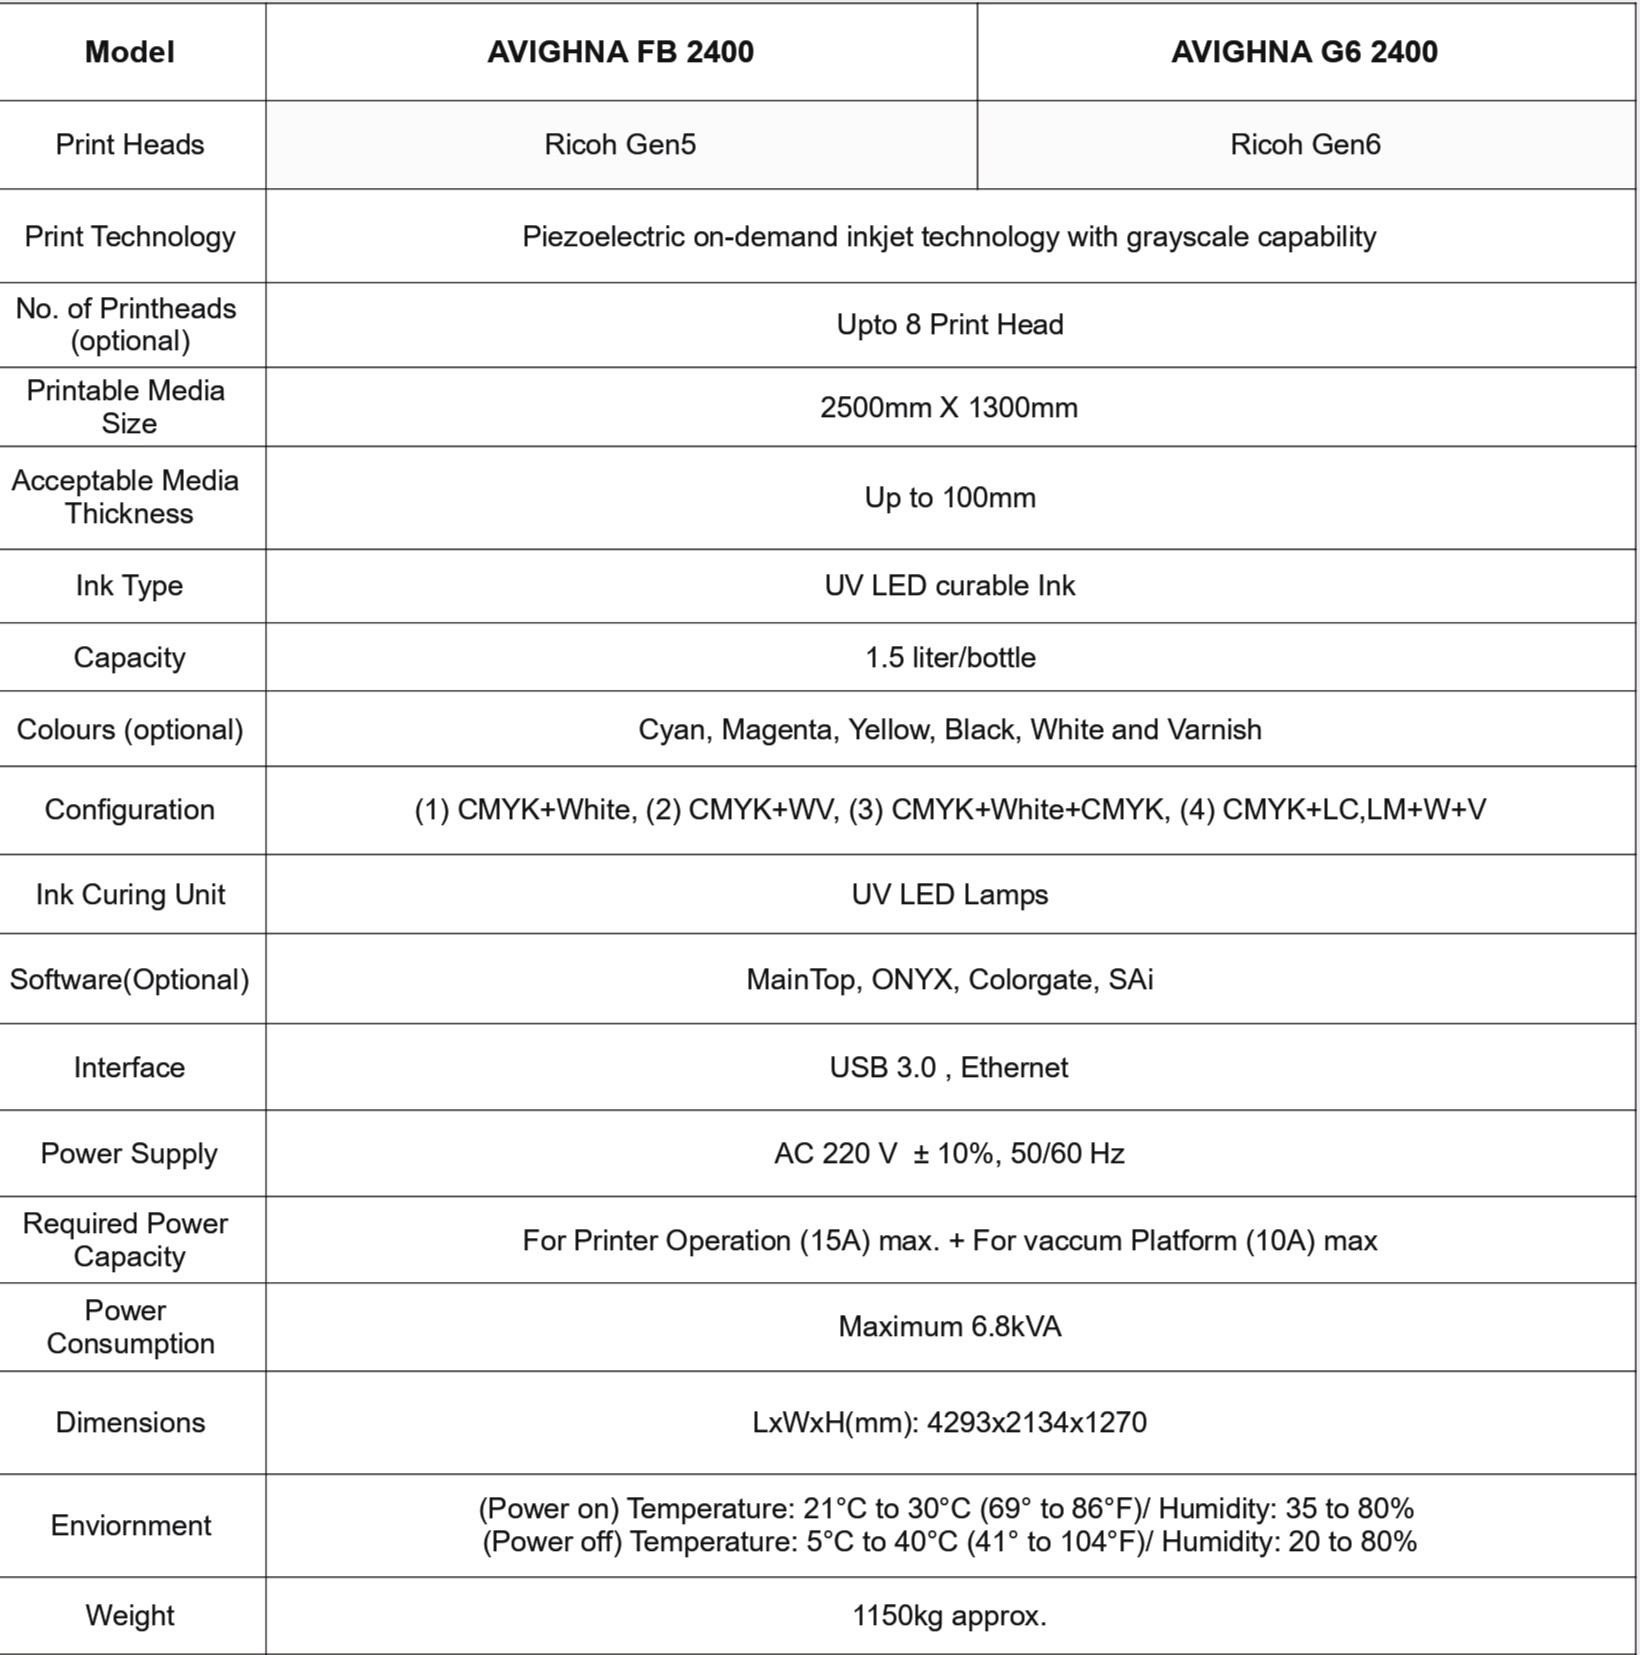 Model AVIGHNA FB 2400 AVIGHNA G6 2400
Print Heads Ricoh Gen5 Ricoh Gen6
Print Technology Piezoelectric on-demand inkjet technology with grayscale capability
No. of Printheads
(optional)
Upto 8 Print Head
Printable Media
Size
2500mm X 1300mm
Acceptable Media
Thickness
Up to 100mm
Ink Type UV LED curable Ink
Capacity 1.5 liter/bottle
Colours (optional) Cyan, Magenta, Yellow, Black, White and Varnish
Configuration (1) CMYK+White, (2) CMYK+WV, (3) CMYK+White+CMYK, (4) CMYK+LC,LM+W+V
Ink Curing Unit UV LED Lamps
Software(Optional) MainTop, ONYX, Colorgate, SAi
Interface USB 3.0 , Ethernet
Power Supply AC 220 V ± 10%, 50/60 Hz
Required Power
Capacity
For Printer Operation (15A) max. + For vaccum Platform (10A) max
Power
Consumption
Maximum 6.8kVA
Dimensions LxWxH(mm): 4293x2134x1270
Enviornment
(Power on) Temperature: 21°C to 30°C (69° to 86°F)/ Humidity: 35 to 80%
(Power off) Temperature: 5°C to 40°C (41° to 104°F)/ Humidity: 20 to 80%
Weight 1150kg approx.